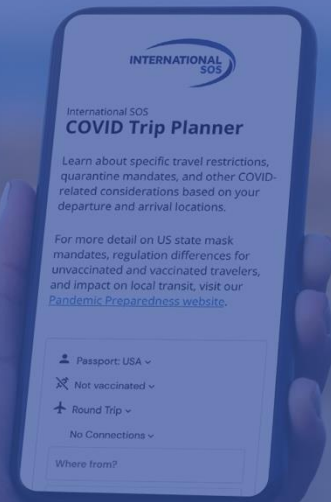 INTERNATIONAL
SOS
International SOS
COVID Trip Planner
Learn about specific travel restrictions,
quarantine mandates, and other COVID-
related considerations based on your
departure and arrival locations.
For more detail on US state mask
mandates, regulation differences for
unvaccinated and vaccinated travelers,
and impact on local transit, visit our
Pandemic Preparedness website.
Passport: USA
Not vaccinated
Round Trip
No Connections
Where from?